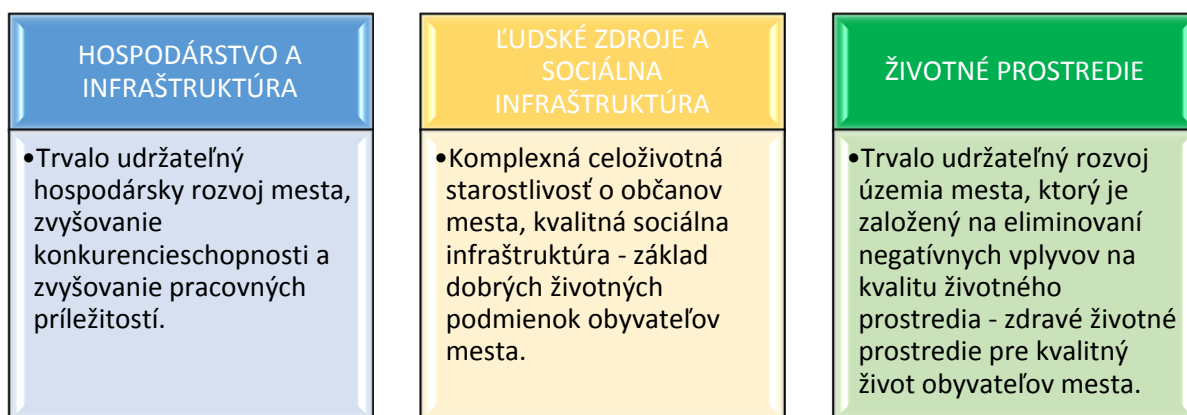 HOSPODÁRSTVO A
INFRAŠTRUKTÚRA
•Trvalo udržateľný
hospodársky rozvoj mesta,
zvyšovanie
konkurencieschopnosti a
zvyšovanie pracovných
príležitostí.
ĽUDSKÉ ZDROJE A
SOCIÁLNA
INFRAŠTRUKTÚRA
•Komplexná celoživotná
starostlivosť o občanov
mesta, kvalitná sociálna
infraštruktúra - základ
dobrých životných
podmienok obyvateľov
mesta.
ŽIVOTNÉ PROSTREDIE
•Trvalo udržateľný rozvoj
územia mesta, ktorý je
založený na eliminovaní
negatívnych vplyvov na
kvalitu životného
prostredia - zdravé životné
prostredie pre kvalitný
život obyvateľov mesta.